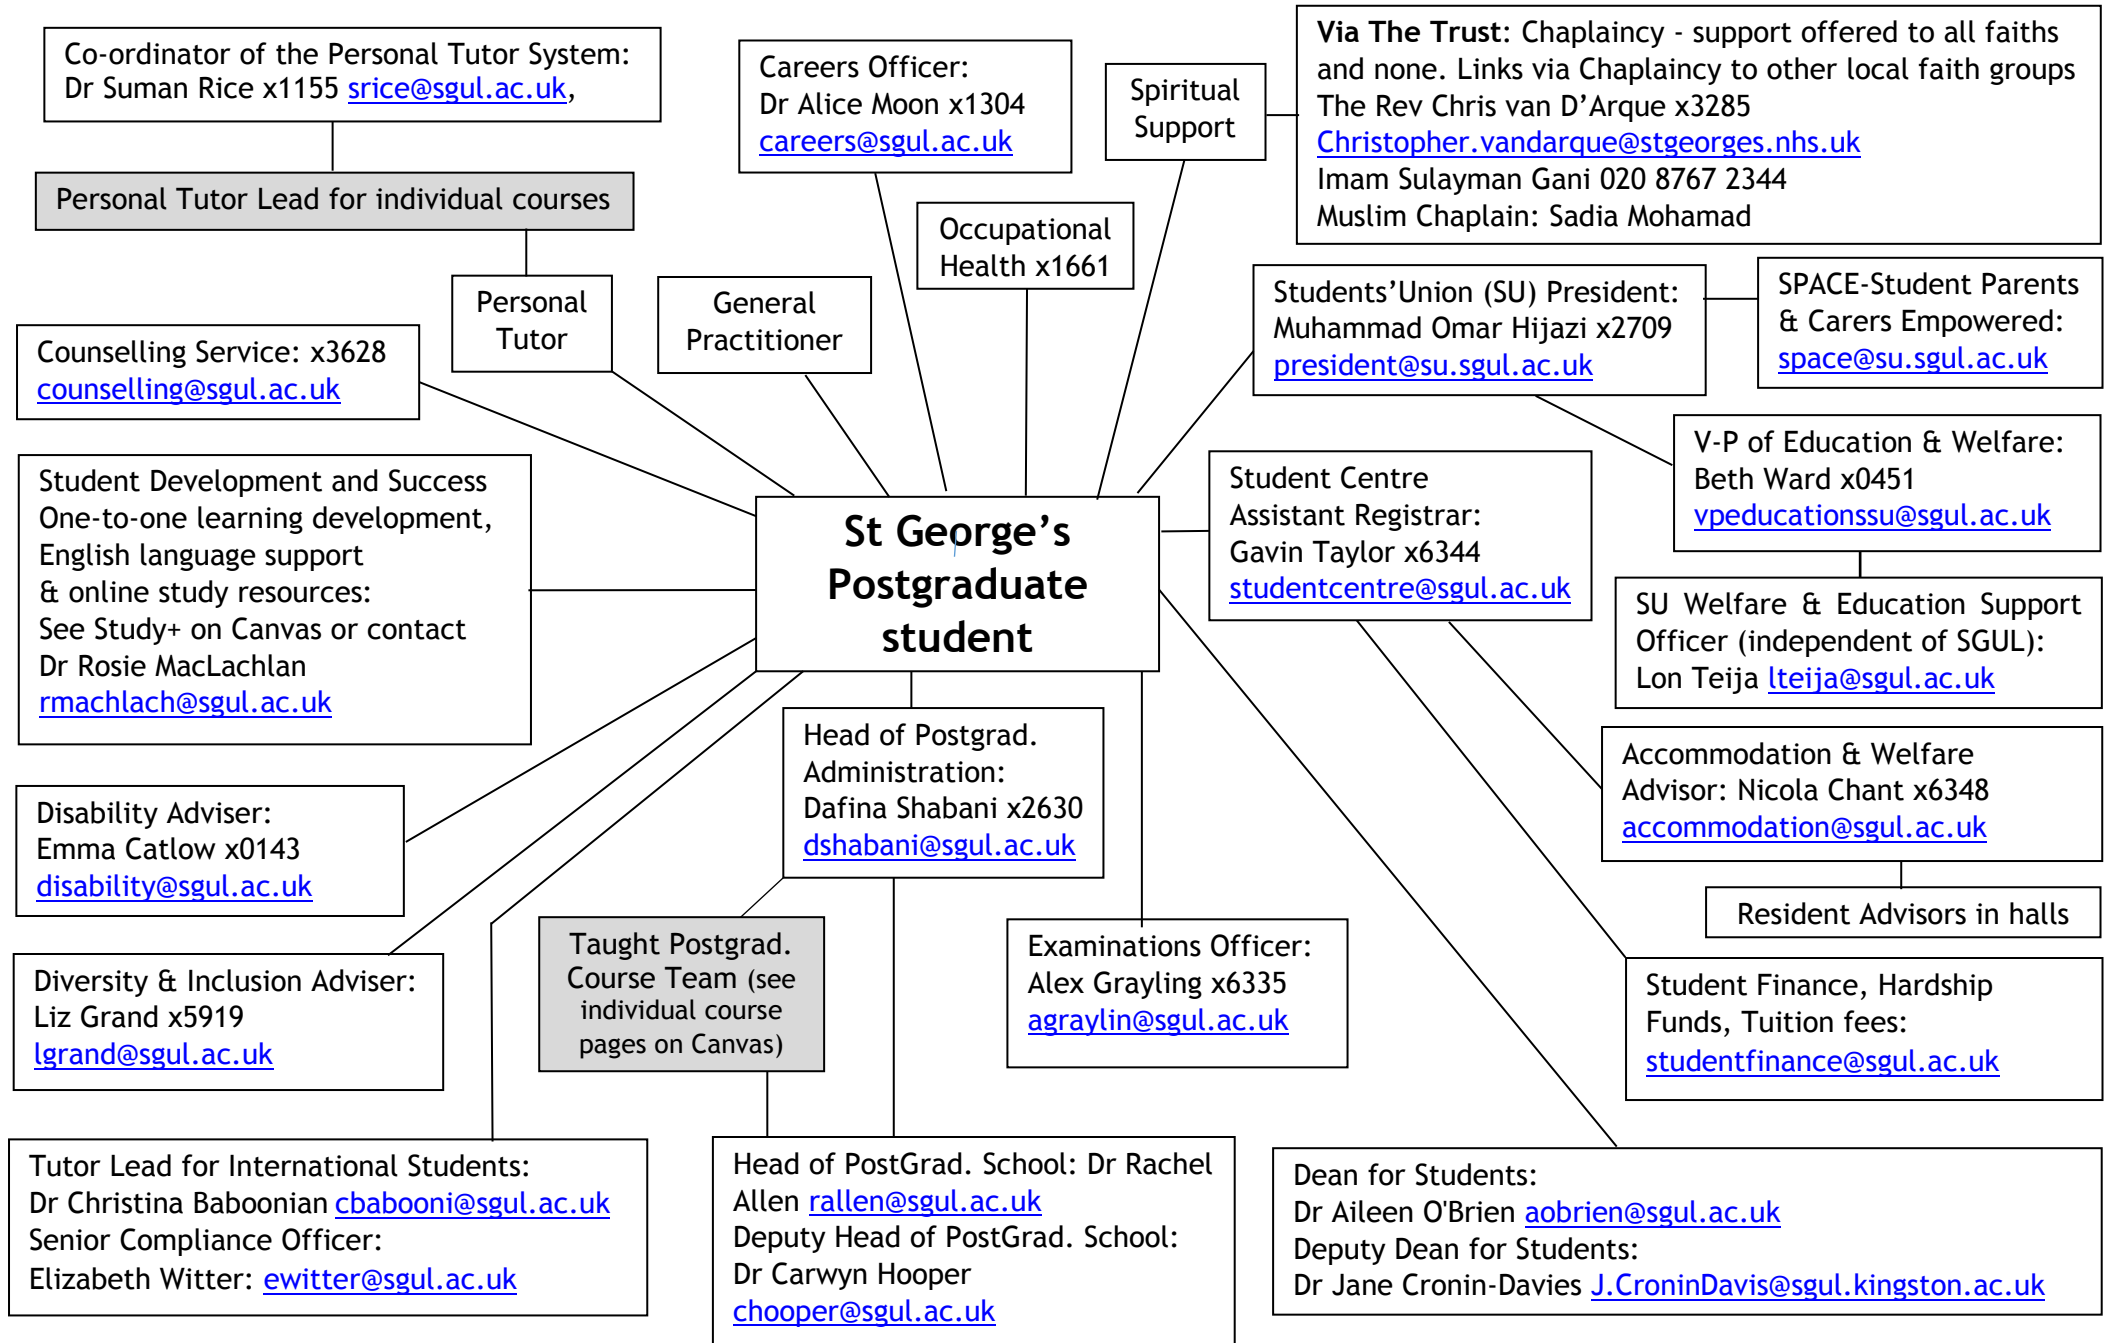 Co-ordinator of the Personal Tutor System:
Dr Suman Rice x1155 srice@sgul.ac.uk,
Personal Tutor Lead for individual courses
Personal
Tutor
General
Practitioner
Careers Officer:
Dr Alice Moon x1304
careers@sgul.ac.uk
Occupational
Health x1661
Spiritual
Support
Via The Trust: Chaplaincy - support offered to all faiths
and none. Links via Chaplaincy to other local faith groups
The Rev Chris van D’Arque x3285
Christopher.vandarque@stgeorges.nhs.uk
Imam Sulayman Gani 020 8767 2344
Muslim Chaplain: Sadia Mohamad
Students’Union (SU) President:
Muhammad Omar Hijazi x2709
president@su.sgul.ac.uk
SPACE-Student Parents
& Carers Empowered:
space@su.sgul.ac.uk
Counselling Service: x3628
counselling@sgul.ac.uk
V-P of Education & Welfare:
Beth Ward x0451
vpeducationssu@sgul.ac.uk
Student Development and Success
One-to-one learning development,
English language support
& online study resources:
See Study+ on Canvas or contact
Dr Rosie MacLachlan
rmachlach@sgul.ac.uk
St George’s
Postgraduate
student
Student Centre
Assistant Registrar:
Gavin Taylor x6344
studentcentre@sgul.ac.uk
SU Welfare & Education Support
Officer (independent of SGUL):
Lon Teija lteija@sgul.ac.uk
Head of Postgrad.
Administration:
Dafina Shabani x2630
dshabani@sgul.ac.uk
Accommodation & Welfare
Advisor: Nicola Chant x6348
accommodation@sgul.ac.uk
Resident Advisors in halls
Disability Adviser:
Emma Catlow x0143
disability@sgul.ac.uk
Taught Postgrad.
Course Team (see
individual course
pages on Canvas)
Examinations Officer:
Alex Grayling x6335
agraylin@sgul.ac.uk
Student Finance, Hardship
Funds, Tuition fees:
studentfinance@sgul.ac.uk
Diversity & Inclusion Adviser:
Liz Grand x5919
lgrand@sgul.ac.uk
Tutor Lead for International Students:
Dr Christina Baboonian cbabooni@sgul.ac.uk
Senior Compliance Officer:
Elizabeth Witter: ewitter@sgul.ac.uk
Head of PostGrad. School: Dr Rachel
Allen rallen@sgul.ac.uk
Deputy Head of PostGrad. School:
Dr Carwyn Hooper
chooper@sgul.ac.uk
Dean for Students:
Dr Aileen O'Brien aobrien@sgul.ac.uk
Deputy Dean for Students:
Dr Jane Cronin-Davies J.CroninDavis@sgul.kingston.ac.uk